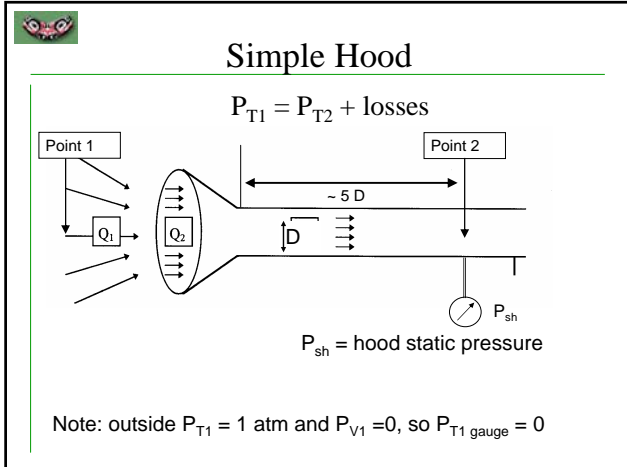 Simple Hood
P_T1 = P_T2 + losses
Point 1
Point 2
~ 5 D
Q₁
Q₂
D
P_sh
P_sh = hood static pressure
Note: outside P_T1 = 1 atm and P_V1 =0, so P_T1 gauge = 0